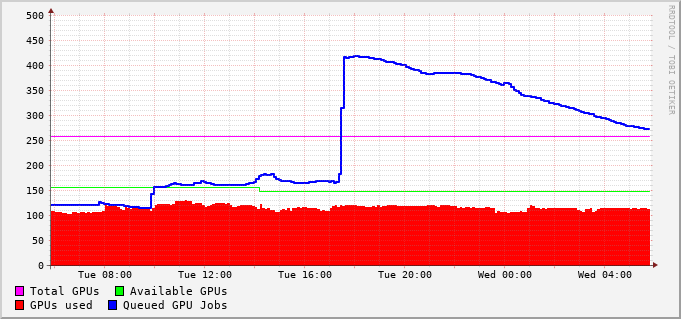 500
450
400
350
300
250
200
150
100
50
0
Tue 08:00 Tue 12:00 Tue 16:00 Tue 20:00 Wed 00:00 Wed 04:00
Total GPUs Available GPUs
GPUs used Queued GPU Jobs
RRDTOOL / TOBI OETIKER